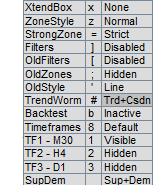 XtendBox x None
ZoneStyle z Normal
StrongZone = Strict
Filters ] Disabled
OldFilters [ Disabled
OldZones ; Hidden
OldStyle ' Line
TrendWorm # Trd+Csdn
Backtest b Inactive
Timeframes 8 Default
TF1 - M30 1 Visible
TF2 - H4 2 Hidden
TF3 - D1 3 Hidden
SupDem Sup+Dem